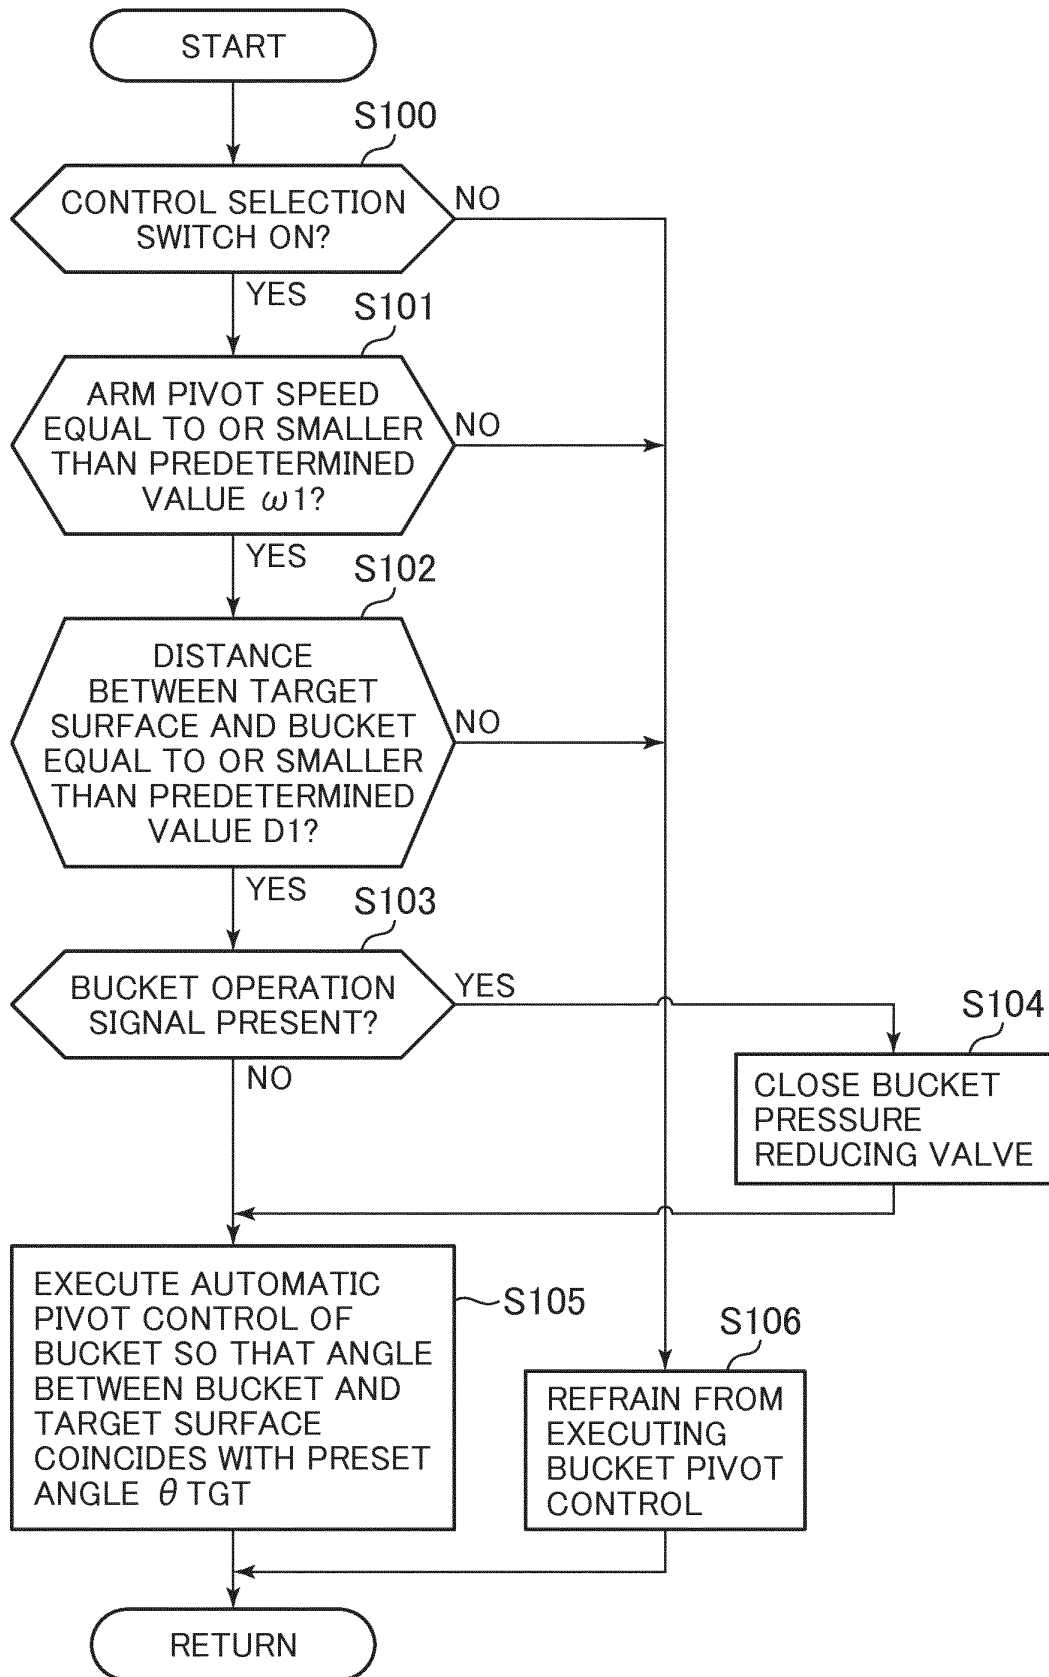 START
S100
CONTROL SELECTION
SWITCH ON?
NO
YES
S101
ARM PIVOT SPEED
EQUAL TO OR SMALLER
THAN PREDETERMINED
VALUE ω1?
NO
YES
S102
DISTANCE
BETWEEN TARGET
SURFACE AND BUCKET
EQUAL TO OR SMALLER
THAN PREDETERMINED
VALUE D1?
NO
YES
S103
BUCKET OPERATION
SIGNAL PRESENT?
YES
NO
S104
CLOSE BUCKET
PRESSURE
REDUCING VALVE
EXECUTE AUTOMATIC
PIVOT CONTROL OF
BUCKET SO THAT ANGLE
BETWEEN BUCKET AND
TARGET SURFACE
COINCIDES WITH PRESET
ANGLE θ TGT
S105
S106
REFRAIN FROM
EXECUTING
BUCKET PIVOT
CONTROL
RETURN